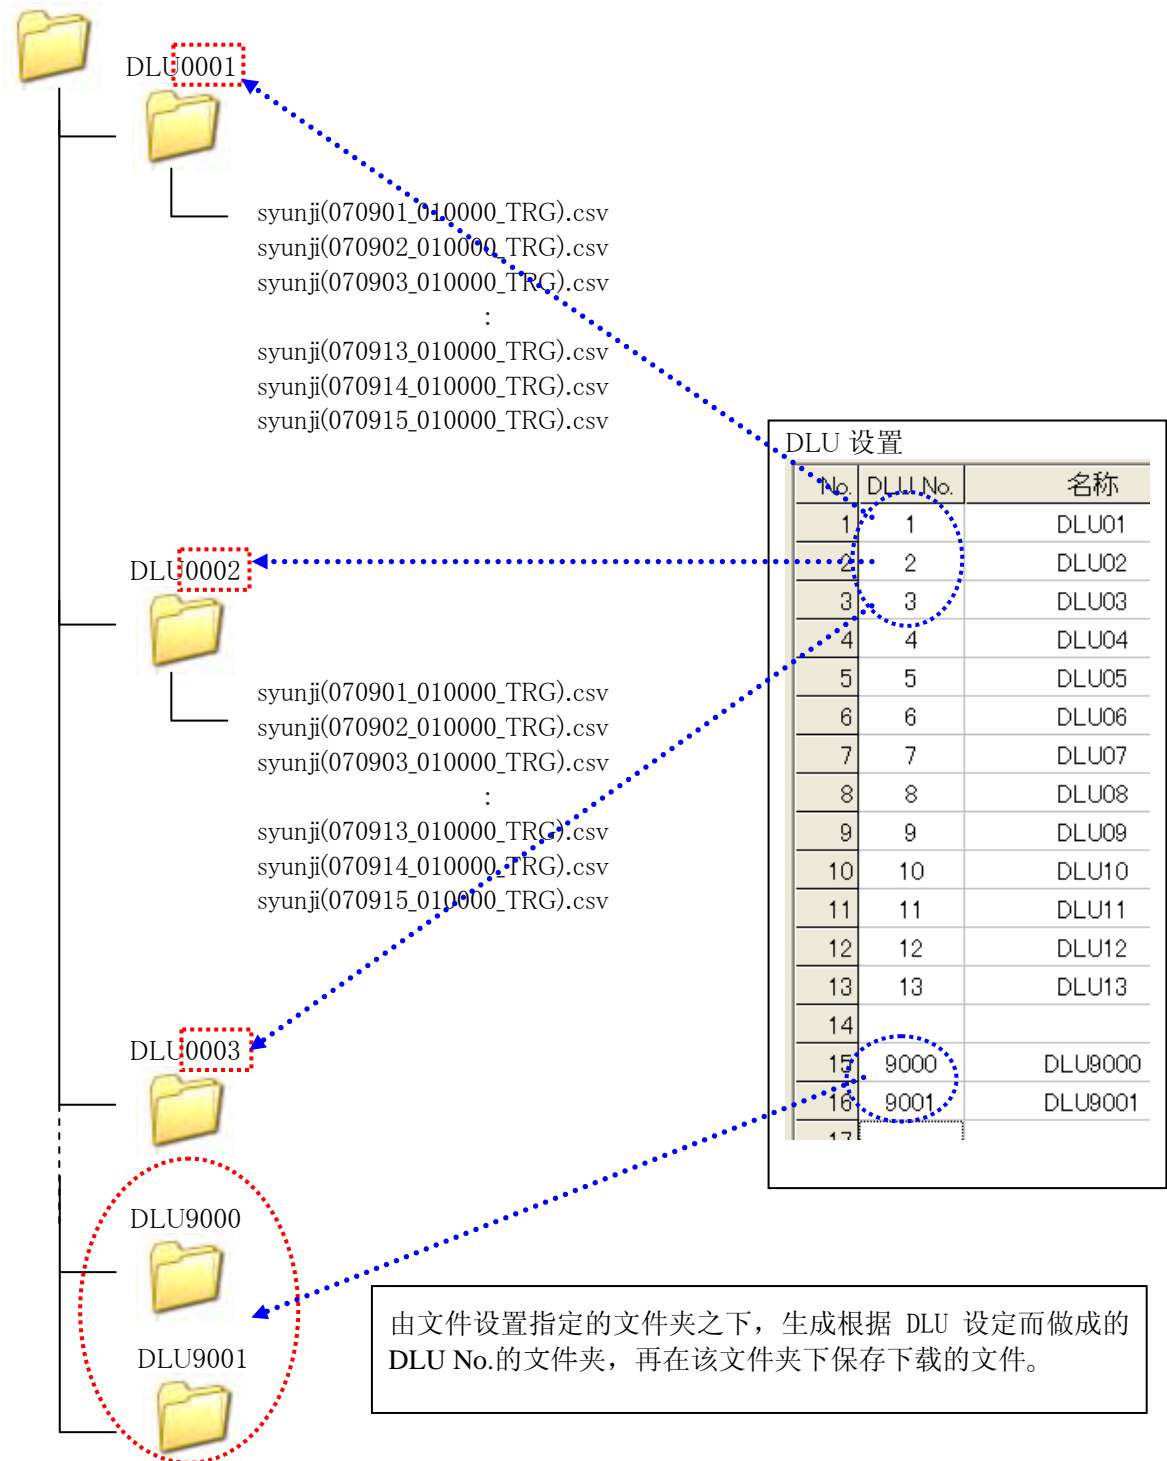 DLU0001
syunji(070901_010000_TRG).csv
syunji(070902_010000_TRG).csv
syunji(070903_010000_TRG).csv
:
syunji(070913_010000_TRG).csv
syunji(070914_010000_TRG).csv
syunji(070915_010000_TRG).csv
DLU0002
syunji(070901_010000_TRG).csv
syunji(070902_010000_TRG).csv
syunji(070903_010000_TRG).csv
:
syunji(070913_010000_TRG).csv
syunji(070914_010000_TRG).csv
syunji(070915_010000_TRG).csv
DLU0003
DLU9000
DLU9001
DLU 设置
No. DLU No. 名称
1 1 DLU01
2 2 DLU02
3 3 DLU03
4 4 DLU04
5 5 DLU05
6 6 DLU06
7 7 DLU07
8 8 DLU08
9 9 DLU09
10 10 DLU10
11 11 DLU11
12 12 DLU12
13 13 DLU13
14
15 9000 DLU9000
16 9001 DLU9001
17
由文件设置指定的文件夹之下，生成根据 DLU 设定而做成的
DLU No.的文件夹，再在该文件夹下保存下载的文件。